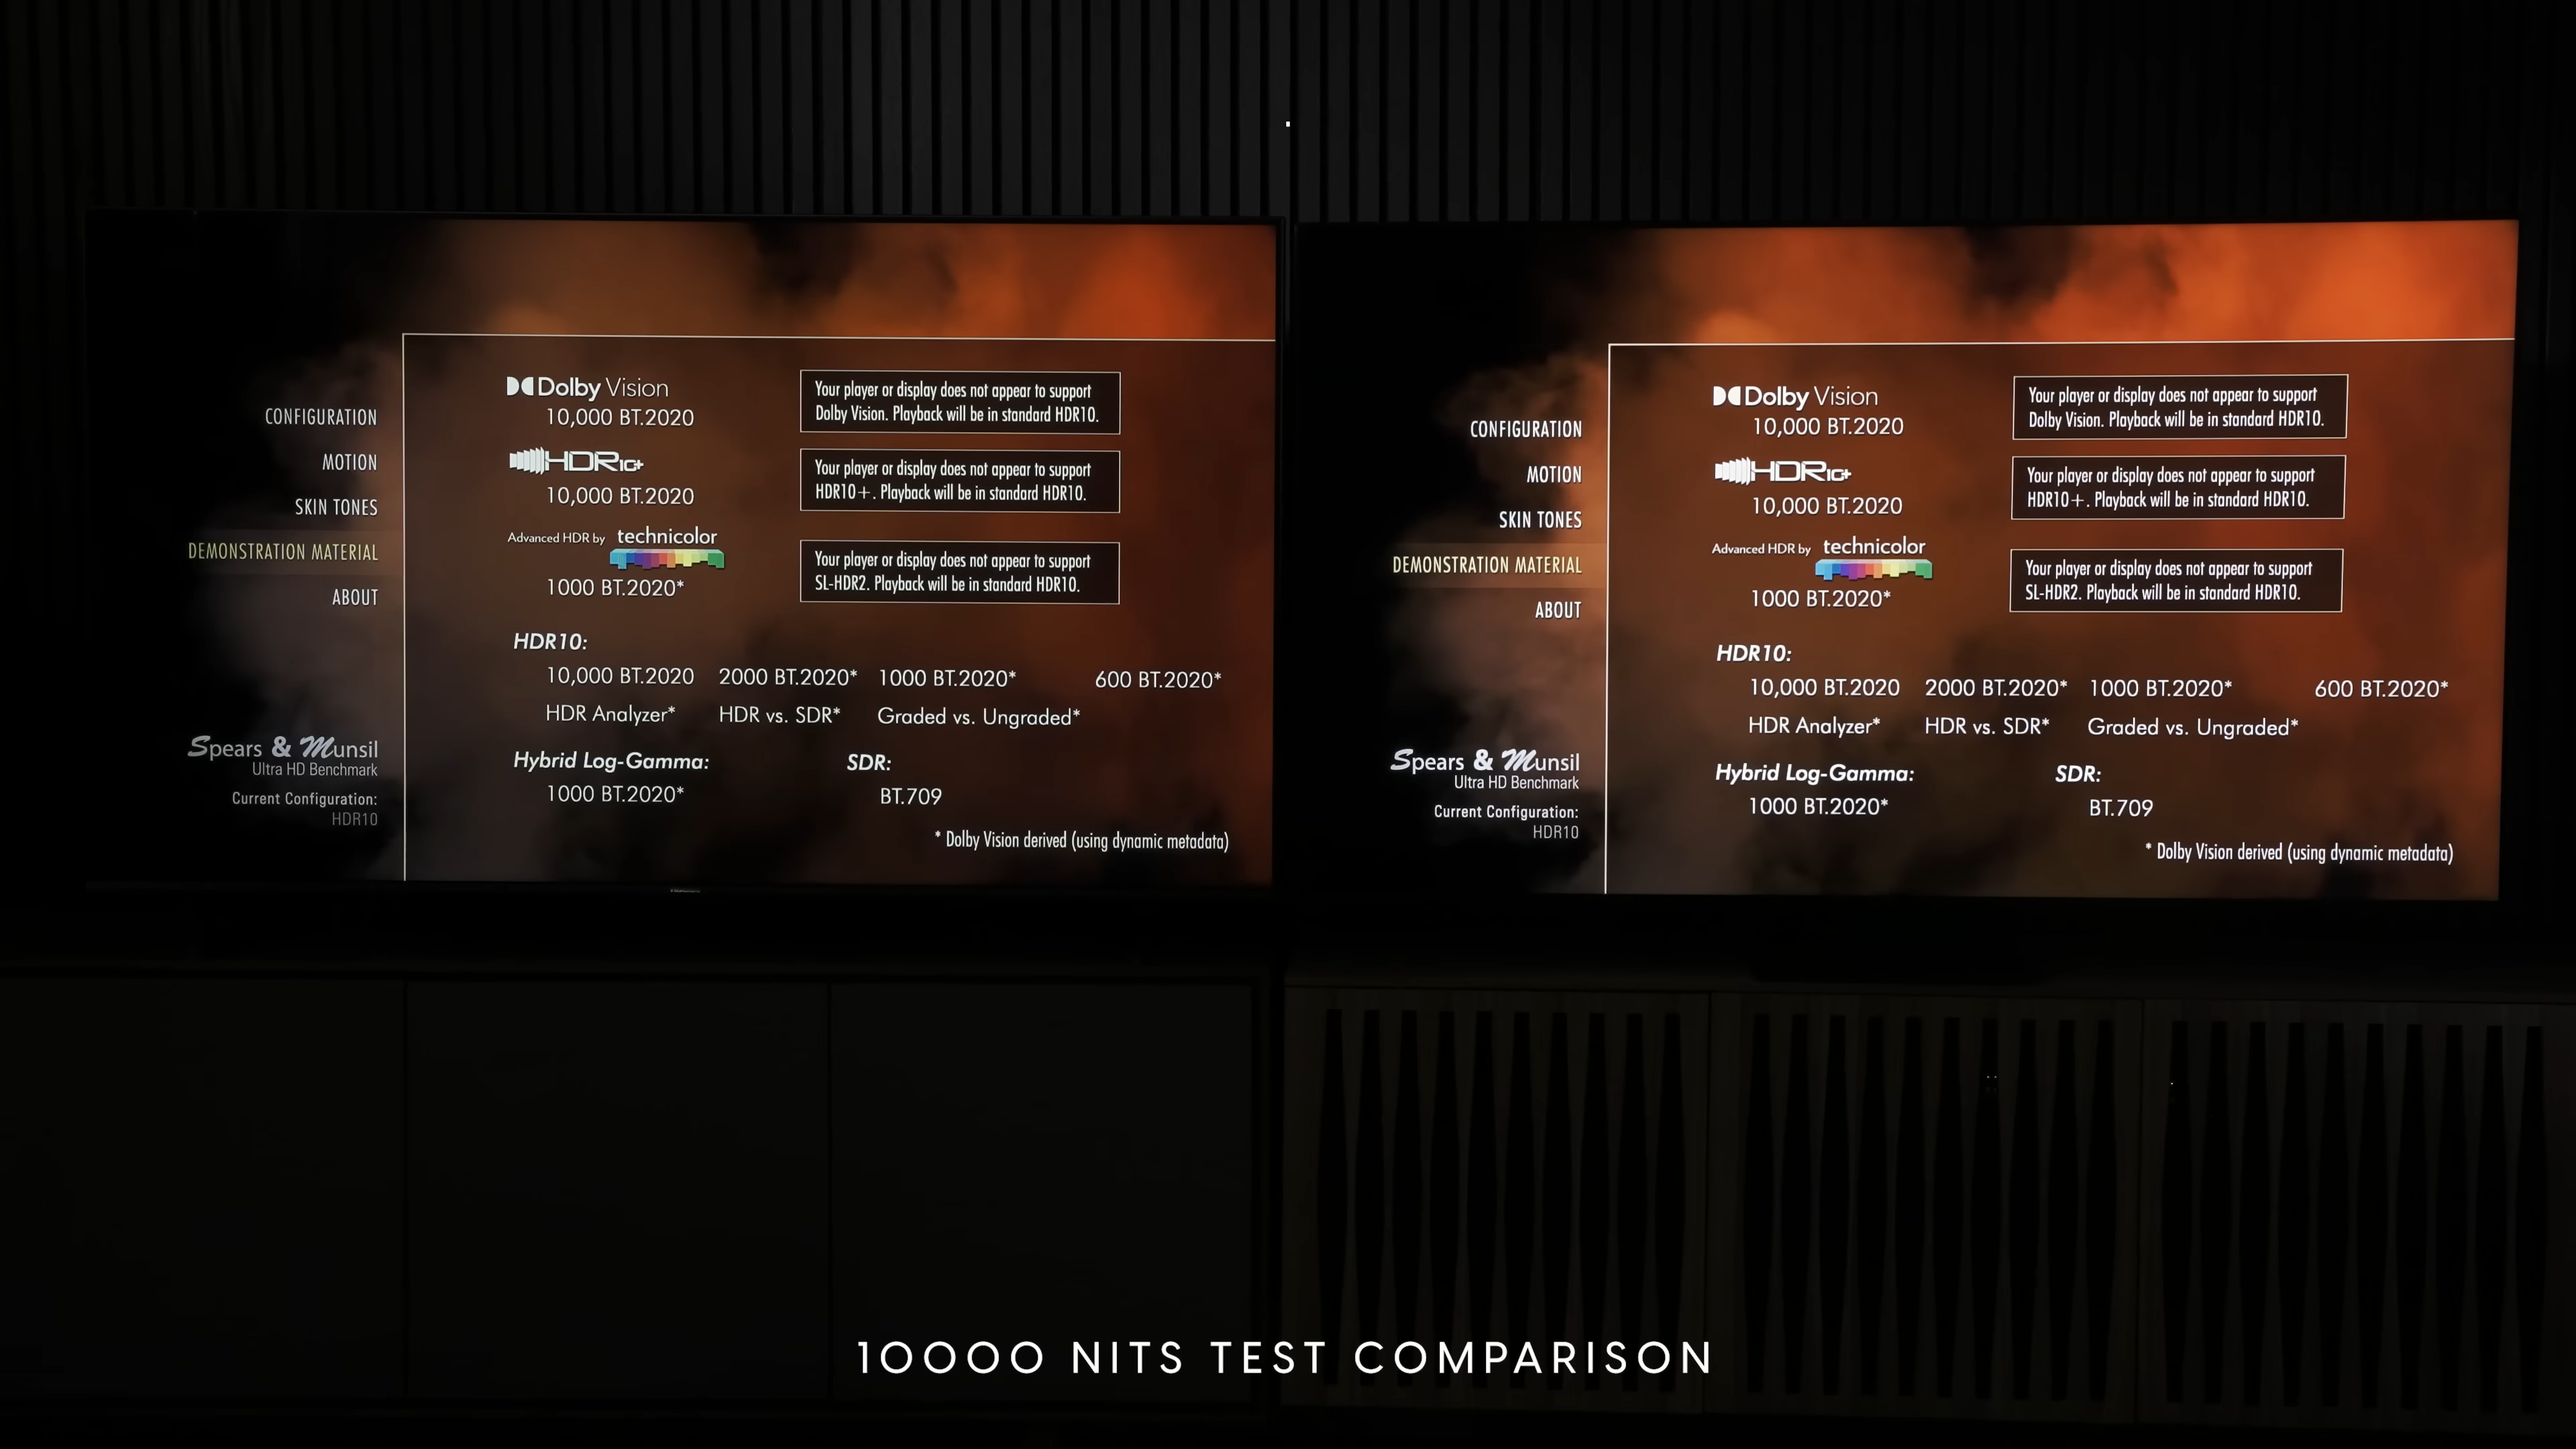 CONFIGURATION
MOTION
SKIN TONES
DEMONSTRATION MATERIAL
ABOUT
Spears & Munsil
Ultra HD Benchmark
Current Configuration:
HDR10
Dolby Vision
10,000 BT.2020
Your player or display does not appear to support
Dolby Vision. Playback will be in standard HDR10.
HDR10+
10,000 BT.2020
Your player or display does not appear to support
HDR10+. Playback will be in standard HDR10.
Advanced HDR by technicolor
1000 BT.2020*
Your player or display does not appear to support
SL-HDR2. Playback will be in standard HDR10.
HDR10:
10,000 BT.2020 2000 BT.2020* 1000 BT.2020* 600 BT.2020*
HDR Analyzer* HDR vs. SDR* Graded vs. Ungraded*
Hybrid Log-Gamma: SDR:
1000 BT.2020* BT.709
* Dolby Vision derived (using dynamic metadata)
CONFIGURATION
MOTION
SKIN TONES
DEMONSTRATION MATERIAL
ABOUT
Spears & Munsil
Ultra HD Benchmark
Current Configuration:
HDR10
Dolby Vision
10,000 BT.2020
Your player or display does not appear to support
Dolby Vision. Playback will be in standard HDR10.
HDR10+
10,000 BT.2020
Your player or display does not appear to support
HDR10+. Playback will be in standard HDR10.
Advanced HDR by technicolor
1000 BT.2020*
Your player or display does not appear to support
SL-HDR2. Playback will be in standard HDR10.
HDR10:
10,000 BT.2020 2000 BT.2020* 1000 BT.2020* 600 BT.2020*
HDR Analyzer* HDR vs. SDR* Graded vs. Ungraded*
Hybrid Log-Gamma: SDR:
1000 BT.2020* BT.709
* Dolby Vision derived (using dynamic metadata)
10000 NITS TEST COMPARISON